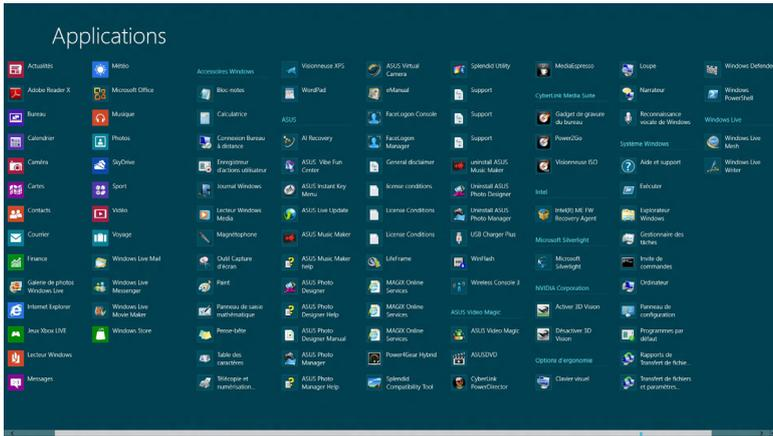 Applications
Actualités
Adobe Reader X
Bureau
Calendrier
Caméra
Cartes
Contacts
Courrier
Finance
Galerie de photos
Windows Live
Internet Explorer
Jeux Xbox LIVE
Lecteur Windows
Messages
Météo
Microsoft Office
Musique
Photos
SkyDrive
Sport
Vidéo
Voyage
Windows Live Mail
Windows Live
Messenger
Windows Live
Movie Maker
Windows Store
Accessoires Windows
Bloc-notes
Calculatrice
Connexion Bureau
à distance
Enregistreur
d'actions utilisateur
Journal Windows
Lecteur Windows
Media
Magnétophone
Outil Capture
d'écran
Paint
Panneau de saisie
mathématique
Pense-bête
Table des
caractères
Télécopie et
numérisation...
Visionneuse XPS
WordPad
ASUS
AI Recovery
ASUS Vibe Fun
Center
ASUS Instant Key
Menu
ASUS Live Update
ASUS Music Maker
ASUS Music Maker
help
ASUS Photo
Designer
ASUS Photo
Designer Help
ASUS Photo
Designer Manual
ASUS Photo
Manager
ASUS Photo
Manager Help
ASUS Virtual
Camera
eManual
FaceLogon Console
FaceLogon
Manager
General disclaimer
license conditions
License Conditions
License Conditions
LifeFrame
MAGIX Online
Services
MAGIX Online
Services
MAGIX Online
Services
Power4Gear Hybrid
Splendid
Compatibility Tool
Splendid Utility
Support
Support
Support
uninstall ASUS
Music Maker
Uninstall ASUS
Photo Designer
Uninstall ASUS
Photo Manager
USB Charger Plus
WinFlash
Wireless Console 3
ASUS Video Magic
ASUS Video Magic
ASUSDVD
CyberLink
PowerDirector
MediaEspresso
CyberLink Media Suite
Gadget de gravure
du bureau
Power2Go
Visionneuse ISO
Intel
Intel(R) ME FW
Recovery Agent
Microsoft Silverlight
Microsoft
Silverlight
NVIDIA Corporation
Activer 3D Vision
Désactiver 3D
Vision
Options d'ergonomie
Clavier visuel
Loupe
Narrateur
Reconnaissance
vocale de Windows
Système Windows
Aide et support
Exécuter
Explorateur
Windows
Gestionnaire des
tâches
Invite de
commandes
Ordinateur
Panneau de
configuration
Programmes par
défaut
Rapports de
Transfert de fichie...
Transfert de fichiers
et paramètres...
Windows Defende
Windows
PowerShell
Windows Live
Windows Live
Mesh
Windows Live
Writer